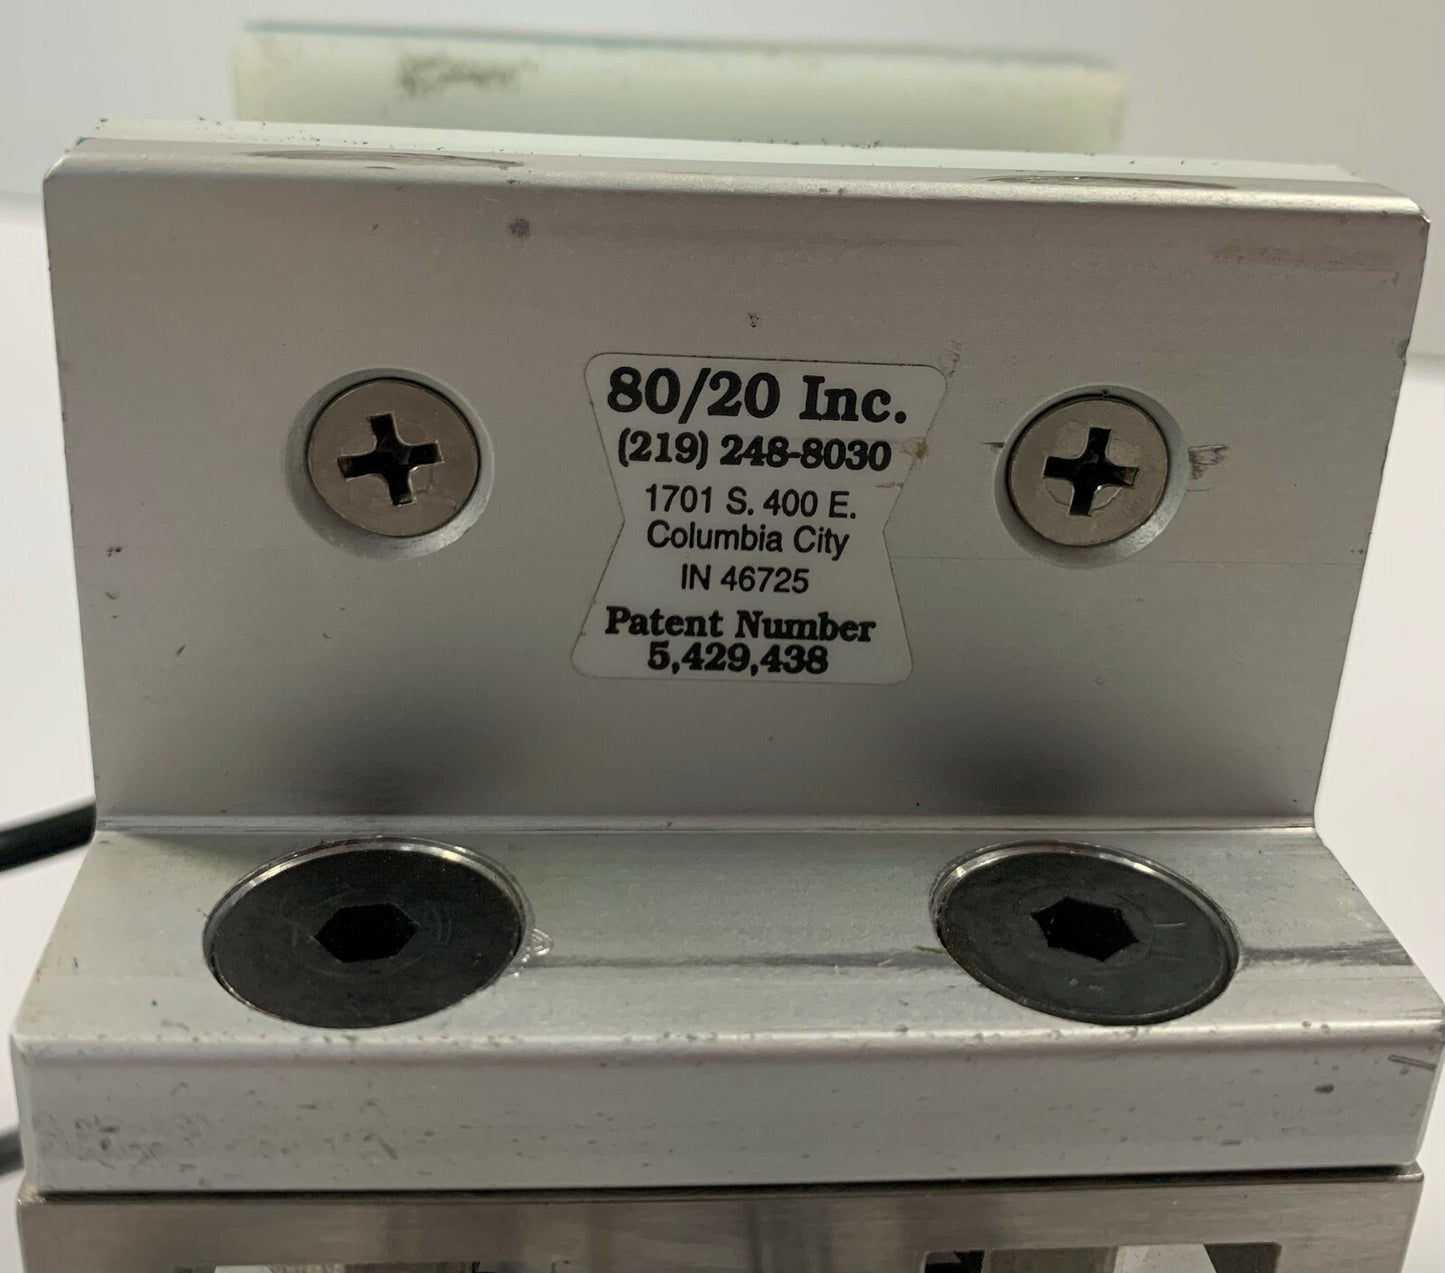 80/20 Inc.
(219) 248-8030
1701 S. 400 E.
Columbia City
IN 46725
Patent Number
5,429,438